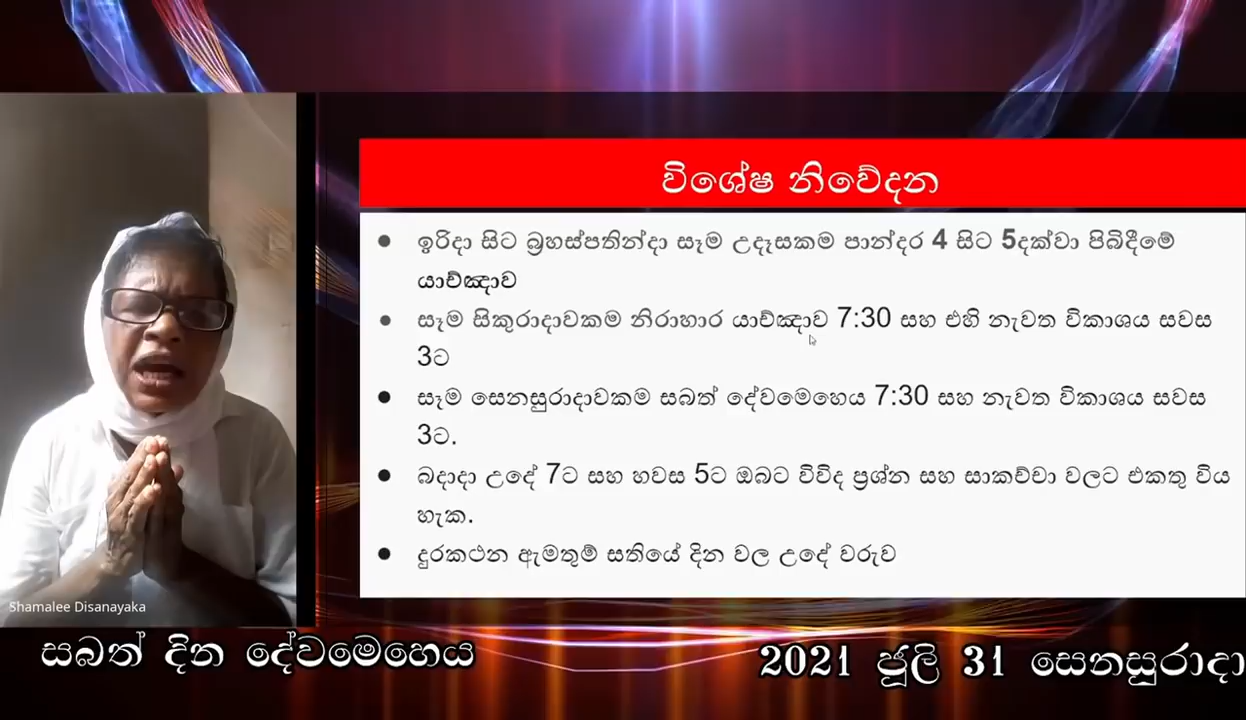 විශේෂ නිවේදන
● ඉරිදා සිට බ්‍රහස්පතින්දා සෑම උදෑසකම පාන්දර 4 සිට 5දක්වා පිබිදීමේ
යාච්ඤාව
● සෑම සිකුරාදාවකම නිරාහාර යාච්ඤාව 7:30 සහ එහි නැවත විකාශය සවස
3ට
● සෑම සෙනසුරාදාවකම සබත් දේවමෙහෙය 7:30 සහ නැවත විකාශය සවස
3ට.
● බදාදා උදේ 7ට සහ හවස 5ට ඔබට විවිද ප්‍රශ්න සහ සාකච්චා වලට එකතු විය
හැක.
● දුරකථන ඇමතුම් සතියේ දින වල උදේ වරුව
Shamalee Disanayaka
සබත් දින දේවමෙහෙය
2021 ජූලි 31 සෙනසුරාදා